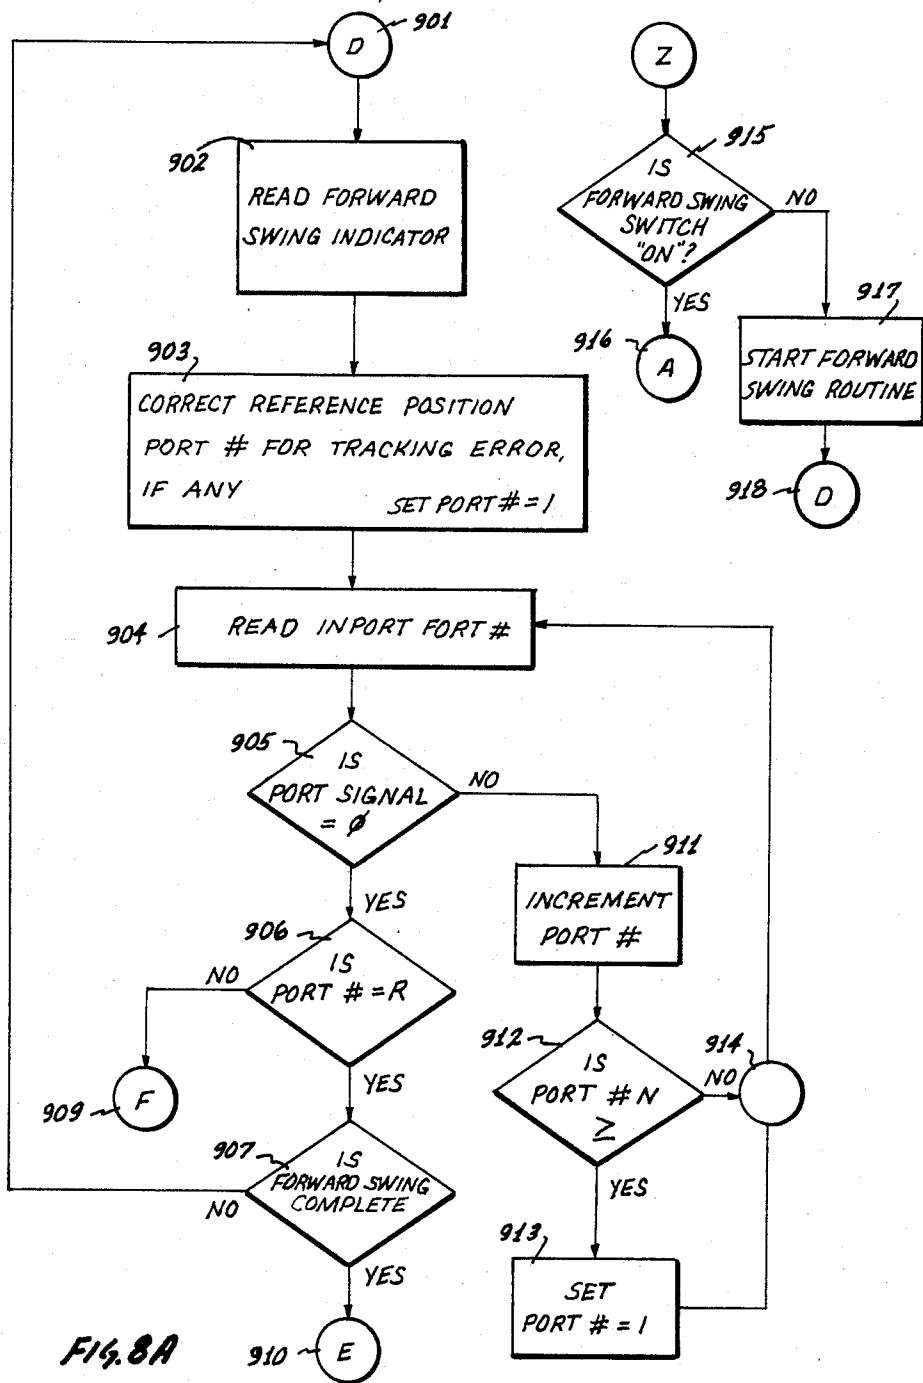 D
901
902
READ FORWARD
SWING INDICATOR
903
CORRECT REFERENCE POSITION
PORT # FOR TRACKING ERROR,
IF ANY
SET PORT # = 1
904
READ INPORT FORT #
905
IS
PORT SIGNAL
= ϕ
NO
YES
906
IS
PORT # = R
NO
YES
F
909
907
IS
FORWARD SWING
COMPLETE
NO
YES
910
E
911
INCREMENT
PORT #
912
IS
PORT # N
≥
NO
914
YES
913
SET
PORT # = 1
Z
915
IS
FORWARD SWING
SWITCH
"ON"?
NO
YES
916
A
917
START FORWARD
SWING ROUTINE
918
D
FIG. 8A